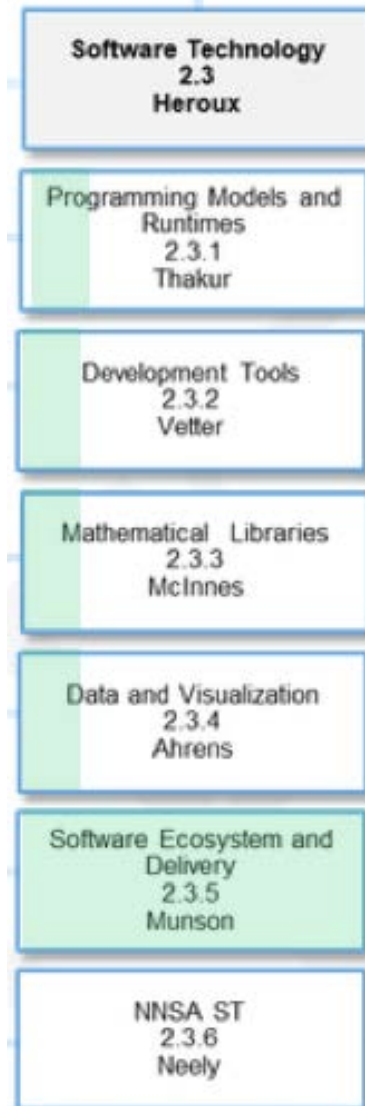 Software Technology
2.3
Heroux
Programming Models and
Runtimes
2.3.1
Thakur
Development Tools
2.3.2
Vetter
Mathematical Libraries
2.3.3
McInnes
Data and Visualization
2.3.4
Ahrens
Software Ecosystem and
Delivery
2.3.5
Munson
NNSA ST
2.3.6
Neely